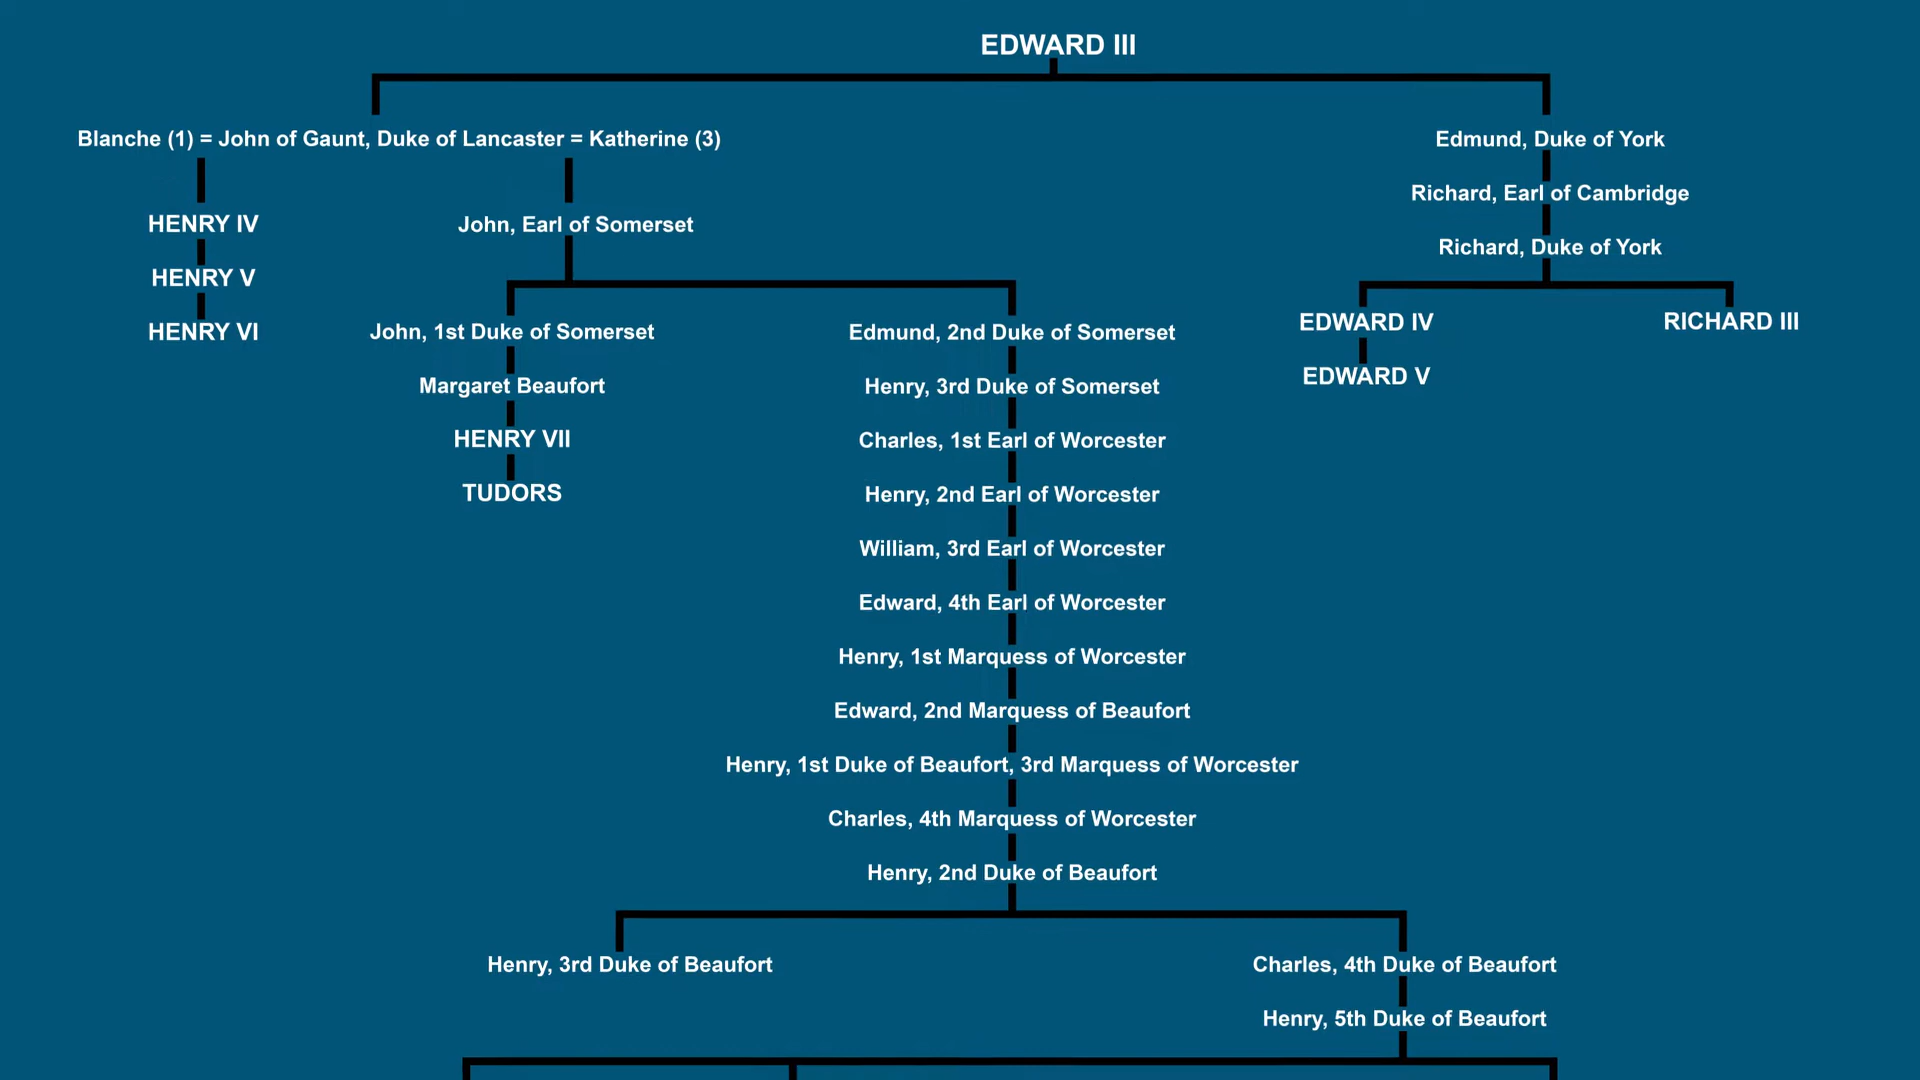 EDWARD III
Blanche (1) = John of Gaunt, Duke of Lancaster = Katherine (3)
Edmund, Duke of York
Richard, Earl of Cambridge
HENRY IV
John, Earl of Somerset
Richard, Duke of York
HENRY V
EDWARD IV
RICHARD III
HENRY VI
John, 1st Duke of Somerset
Edmund, 2nd Duke of Somerset
EDWARD V
Margaret Beaufort
Henry, 3rd Duke of Somerset
HENRY VII
Charles, 1st Earl of Worcester
TUDORS
Henry, 2nd Earl of Worcester
William, 3rd Earl of Worcester
Edward, 4th Earl of Worcester
Henry, 1st Marquess of Worcester
Edward, 2nd Marquess of Beaufort
Henry, 1st Duke of Beaufort, 3rd Marquess of Worcester
Charles, 4th Marquess of Worcester
Henry, 2nd Duke of Beaufort
Henry, 3rd Duke of Beaufort
Charles, 4th Duke of Beaufort
Henry, 5th Duke of Beaufort